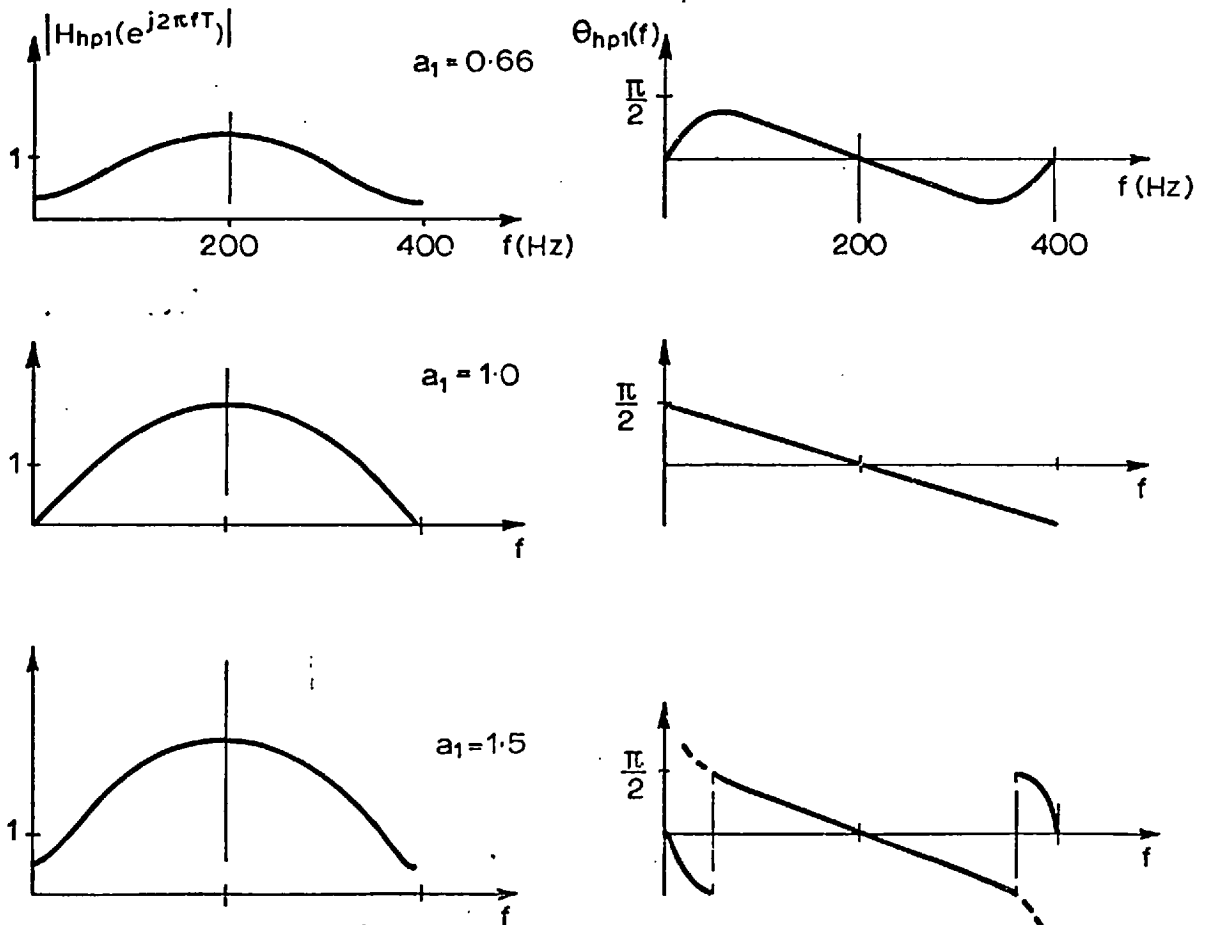 |Hhp1(e^j2πfT)|
a₁ = 0·66
1
200
400
f(Hz)
θhp1(f)
π/2
200
400
f(Hz)
a₁ = 1·0
1
f
π/2
f
a₁ = 1·5
1
f
π/2
f